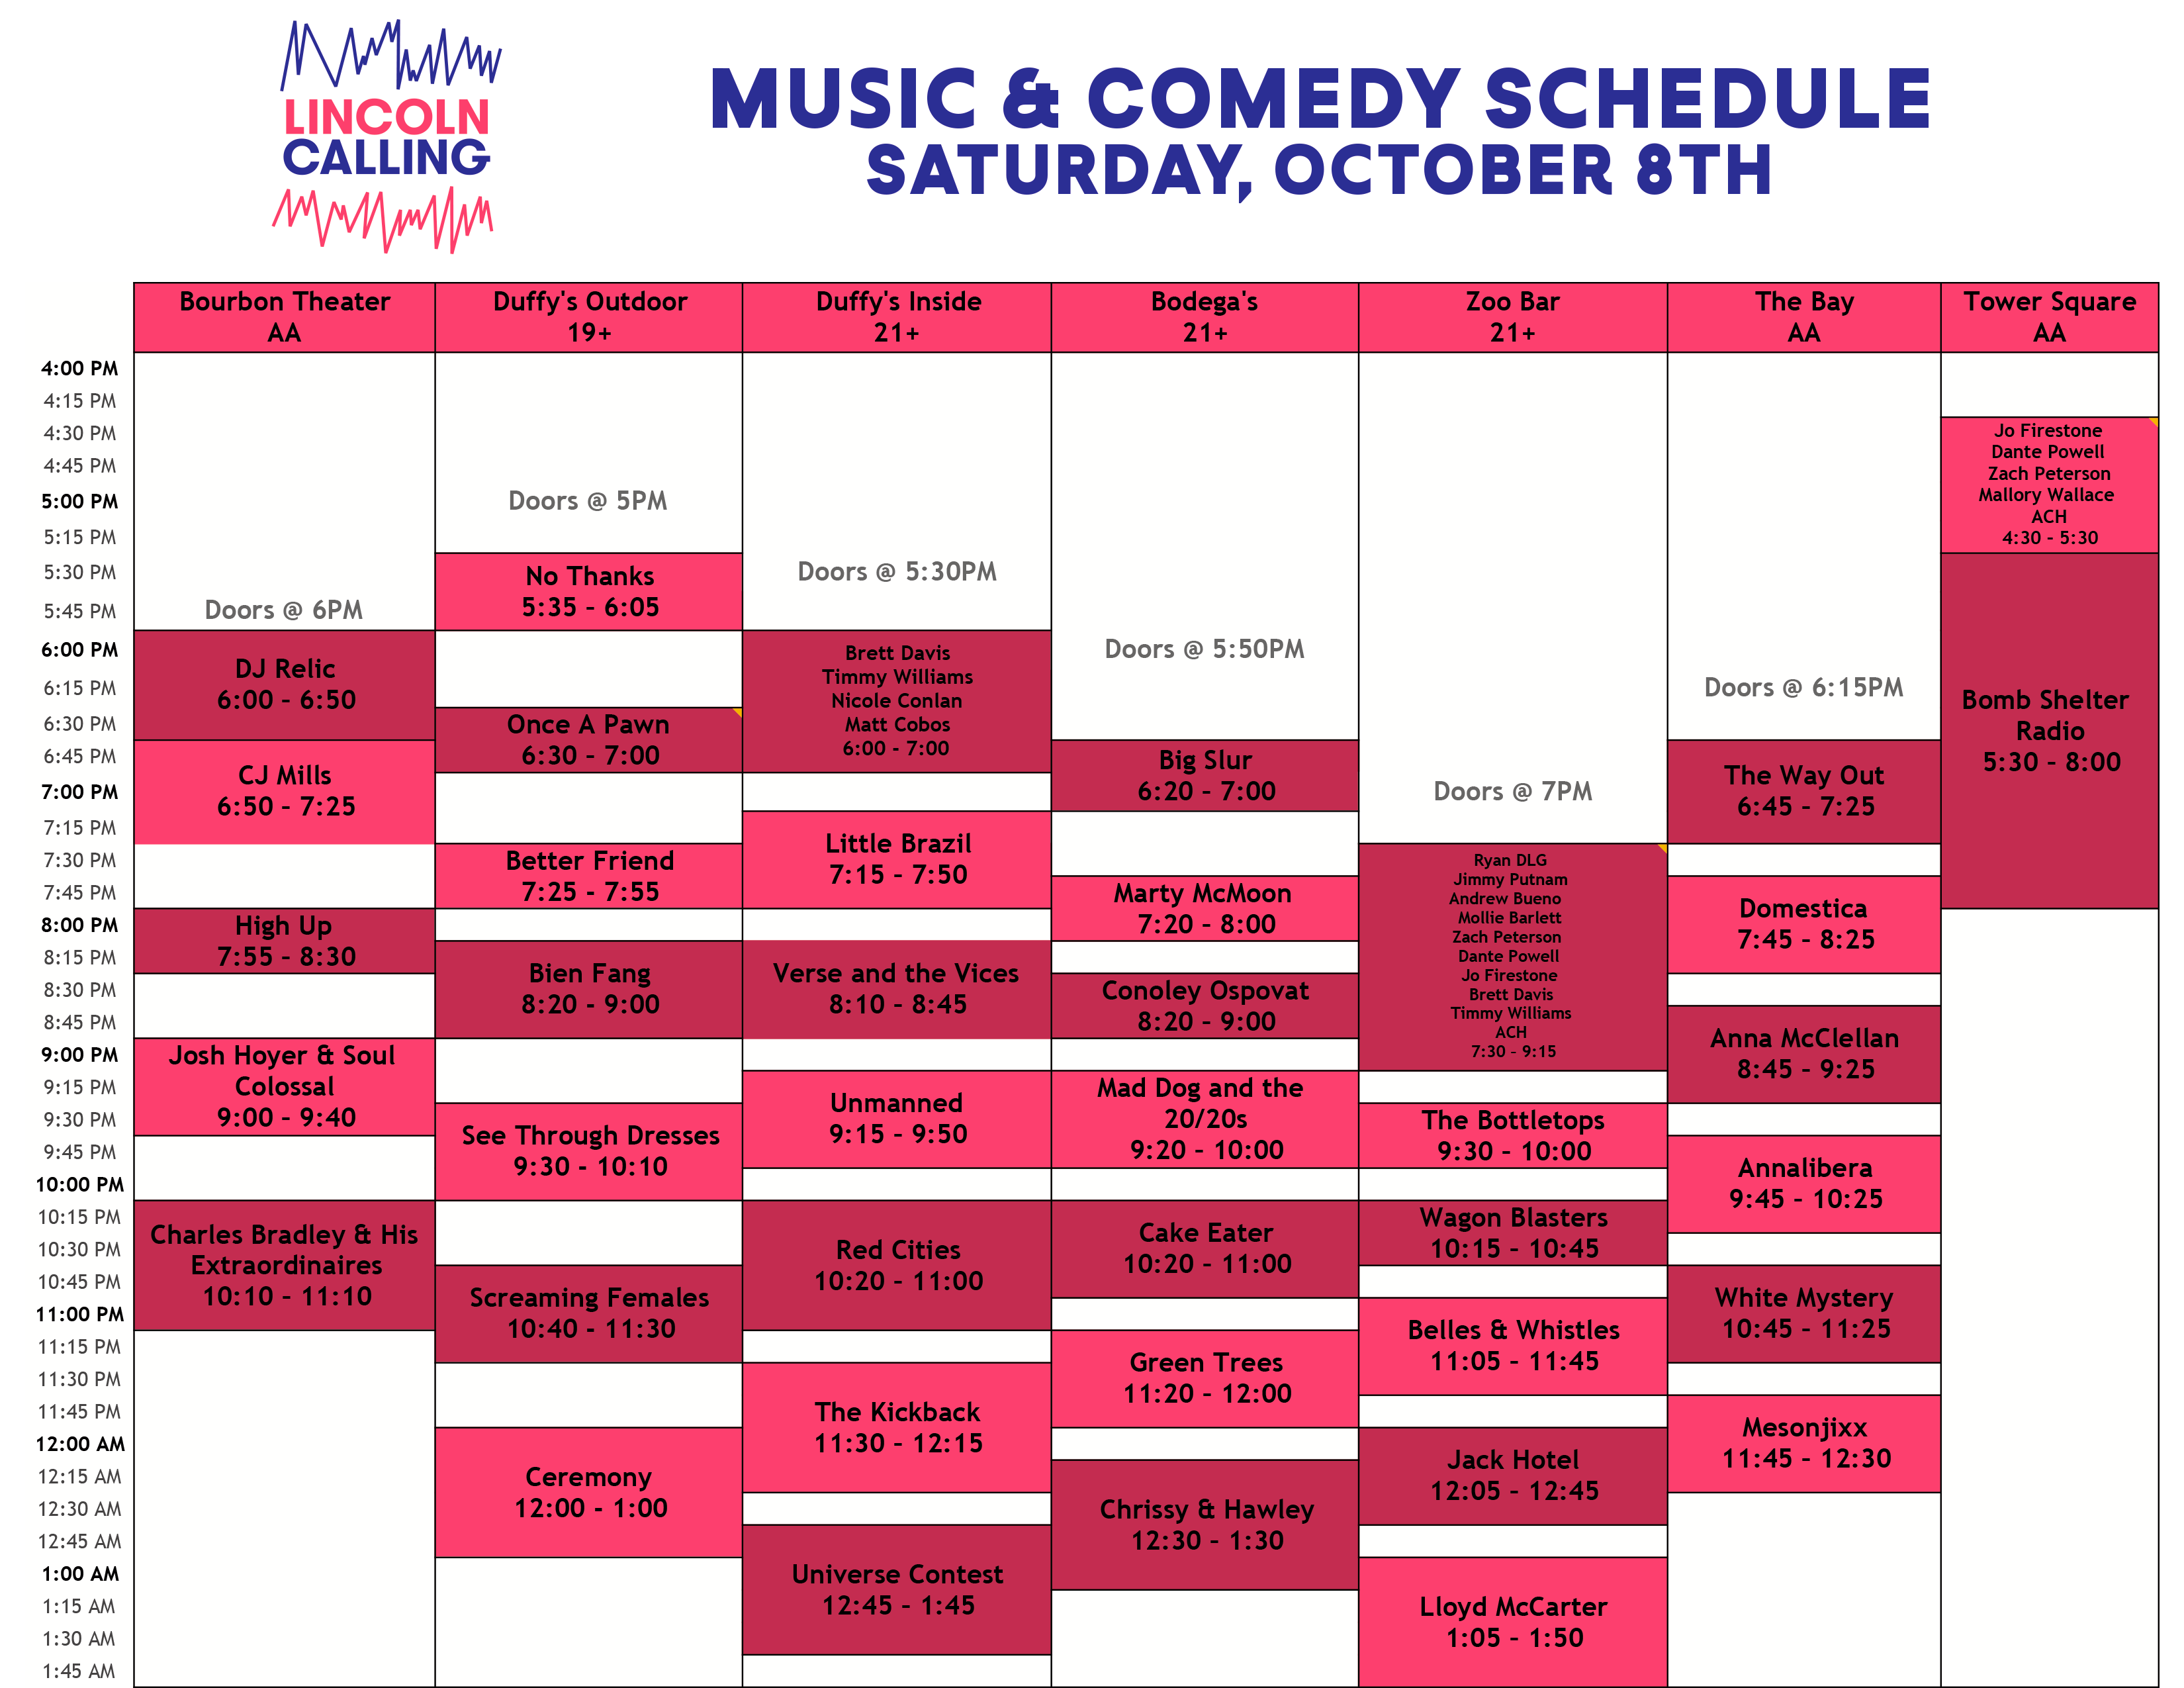 LINCOLN
CALLING
MUSIC & COMEDY SCHEDULE
SATURDAY, OCTOBER 8TH
Bourbon Theater
AA
Duffy's Outdoor
19+
Duffy's Inside
21+
Bodega's
21+
Zoo Bar
21+
The Bay
AA
Tower Square
AA
4:00 PM
4:15 PM
4:30 PM
4:45 PM
5:00 PM
5:15 PM
5:30 PM
5:45 PM
6:00 PM
6:15 PM
6:30 PM
6:45 PM
7:00 PM
7:15 PM
7:30 PM
7:45 PM
8:00 PM
8:15 PM
8:30 PM
8:45 PM
9:00 PM
9:15 PM
9:30 PM
9:45 PM
10:00 PM
10:15 PM
10:30 PM
10:45 PM
11:00 PM
11:15 PM
11:30 PM
11:45 PM
12:00 AM
12:15 AM
12:30 AM
12:45 AM
1:00 AM
1:15 AM
1:30 AM
1:45 AM
Doors @ 6PM
DJ Relic
6:00 - 6:50
CJ Mills
6:50 - 7:25
High Up
7:55 - 8:30
Josh Hoyer & Soul
Colossal
9:00 - 9:40
Charles Bradley & His
Extraordinaires
10:10 - 11:10
Doors @ 5PM
No Thanks
5:35 - 6:05
Once A Pawn
6:30 - 7:00
Better Friend
7:25 - 7:55
Bien Fang
8:20 - 9:00
See Through Dresses
9:30 - 10:10
Screaming Females
10:40 - 11:30
Ceremony
12:00 - 1:00
Doors @ 5:30PM
Brett Davis
Timmy Williams
Nicole Conlan
Matt Cobos
6:00 - 7:00
Little Brazil
7:15 - 7:50
Verse and the Vices
8:10 - 8:45
Unmanned
9:15 - 9:50
Red Cities
10:20 - 11:00
The Kickback
11:30 - 12:15
Universe Contest
12:45 - 1:45
Doors @ 5:50PM
Big Slur
6:20 - 7:00
Marty McMoon
7:20 - 8:00
Conoley Ospovat
8:20 - 9:00
Mad Dog and the
20/20s
9:20 - 10:00
Cake Eater
10:20 - 11:00
Green Trees
11:20 - 12:00
Chrissy & Hawley
12:30 - 1:30
Doors @ 7PM
Ryan DLG
Jimmy Putnam
Andrew Bueno
Mollie Barlett
Zach Peterson
Dante Powell
Jo Firestone
Brett Davis
Timmy Williams
ACH
7:30 - 9:15
The Bottletops
9:30 - 10:00
Wagon Blasters
10:15 - 10:45
Belles & Whistles
11:05 - 11:45
Jack Hotel
12:05 - 12:45
Lloyd McCarter
1:05 - 1:50
Doors @ 6:15PM
The Way Out
6:45 - 7:25
Domestica
7:45 - 8:25
Anna McClellan
8:45 - 9:25
Annalibera
9:45 - 10:25
White Mystery
10:45 - 11:25
Mesonjixx
11:45 - 12:30
Jo Firestone
Dante Powell
Zach Peterson
Mallory Wallace
ACH
4:30 - 5:30
Bomb Shelter
Radio
5:30 - 8:00